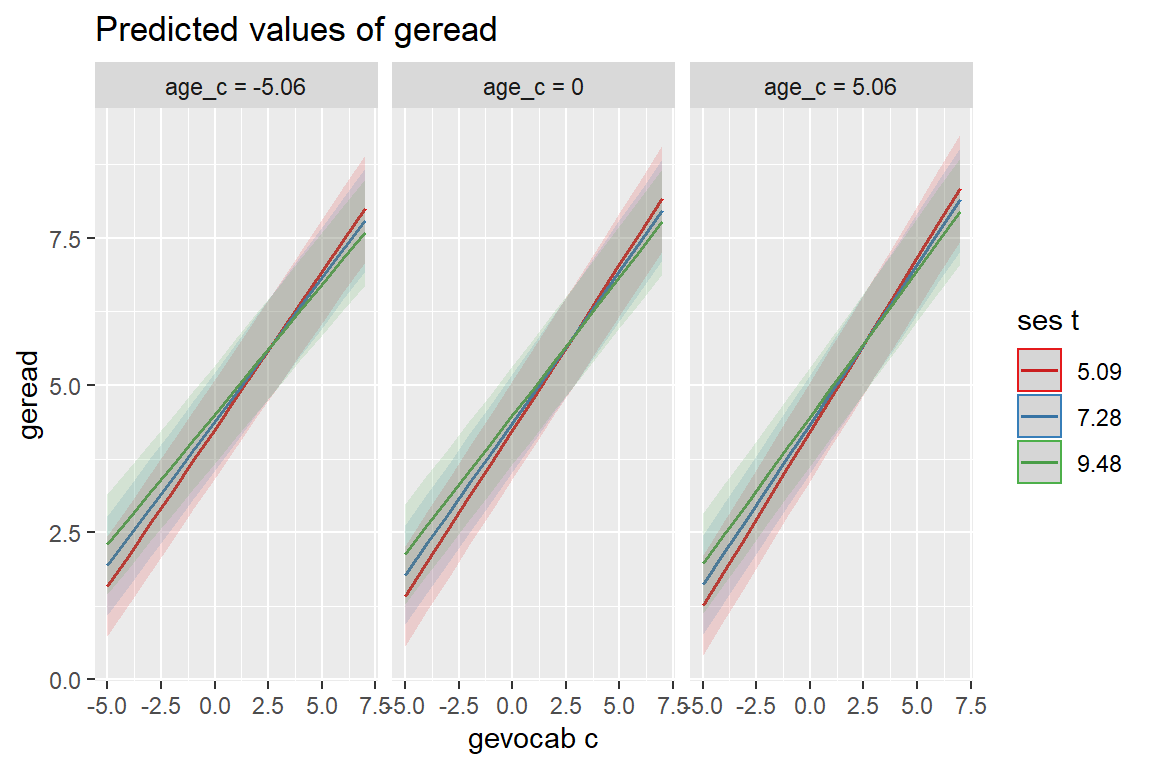 Predicted values of geread
age_c = -5.06
age_c = 0
age_c = 5.06
geread
7.5
5.0
2.5
0.0
-5.0 -2.5 0.0 2.5 5.0 7.5
-5.0 -2.5 0.0 2.5 5.0 7.5
-5.0 -2.5 0.0 2.5 5.0 7.5
gevocab c
ses t
5.09
7.28
9.48